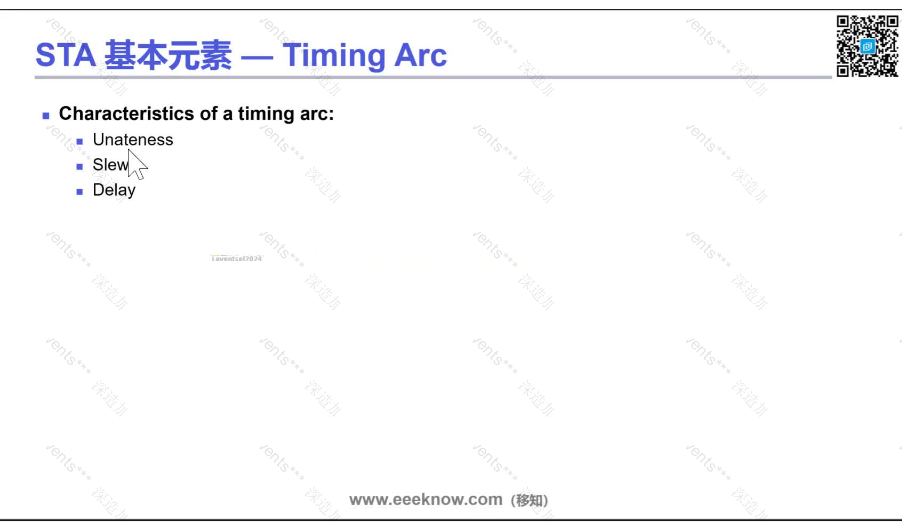 STA 基本元素 — Timing Arc
Characteristics of a timing arc:
Unateness
Slew
Delay
www.eeeknow.com（移知）